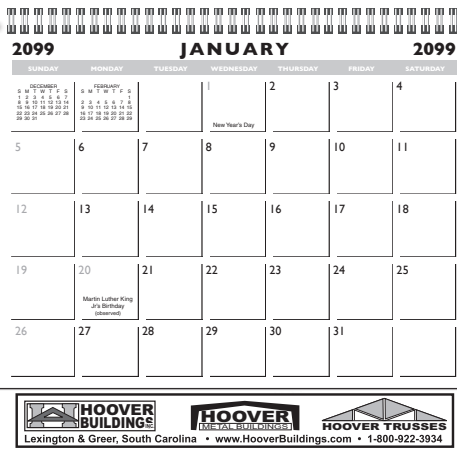 2099 JANUARY 2099
SUNDAY MONDAY TUESDAY WEDNESDAY THURSDAY FRIDAY SATURDAY
DECEMBER
S M T W T F S
1 2 3 4 5 6 7
8 9 10 11 12 13 14
15 16 17 18 19 20 21
22 23 24 25 26 27 28
29 30 31
FEBRUARY
S M T W T F S
1
2 3 4 5 6 7 8
9 10 11 12 13 14 15
16 17 18 19 20 21 22
23 24 25 26 27 28
1 2 3 4
New Year's Day
5 6 7 8 9 10 11
12 13 14 15 16 17 18
19 20 21 22 23 24 25
Martin Luther King
Jr's Birthday
(observed)
26 27 28 29 30 31
HOOVER
BUILDINGS INC.
HOOVER
METAL BUILDINGS
HOOVER TRUSSES
Lexington & Greer, South Carolina • www.HooverBuildings.com • 1-800-922-3934